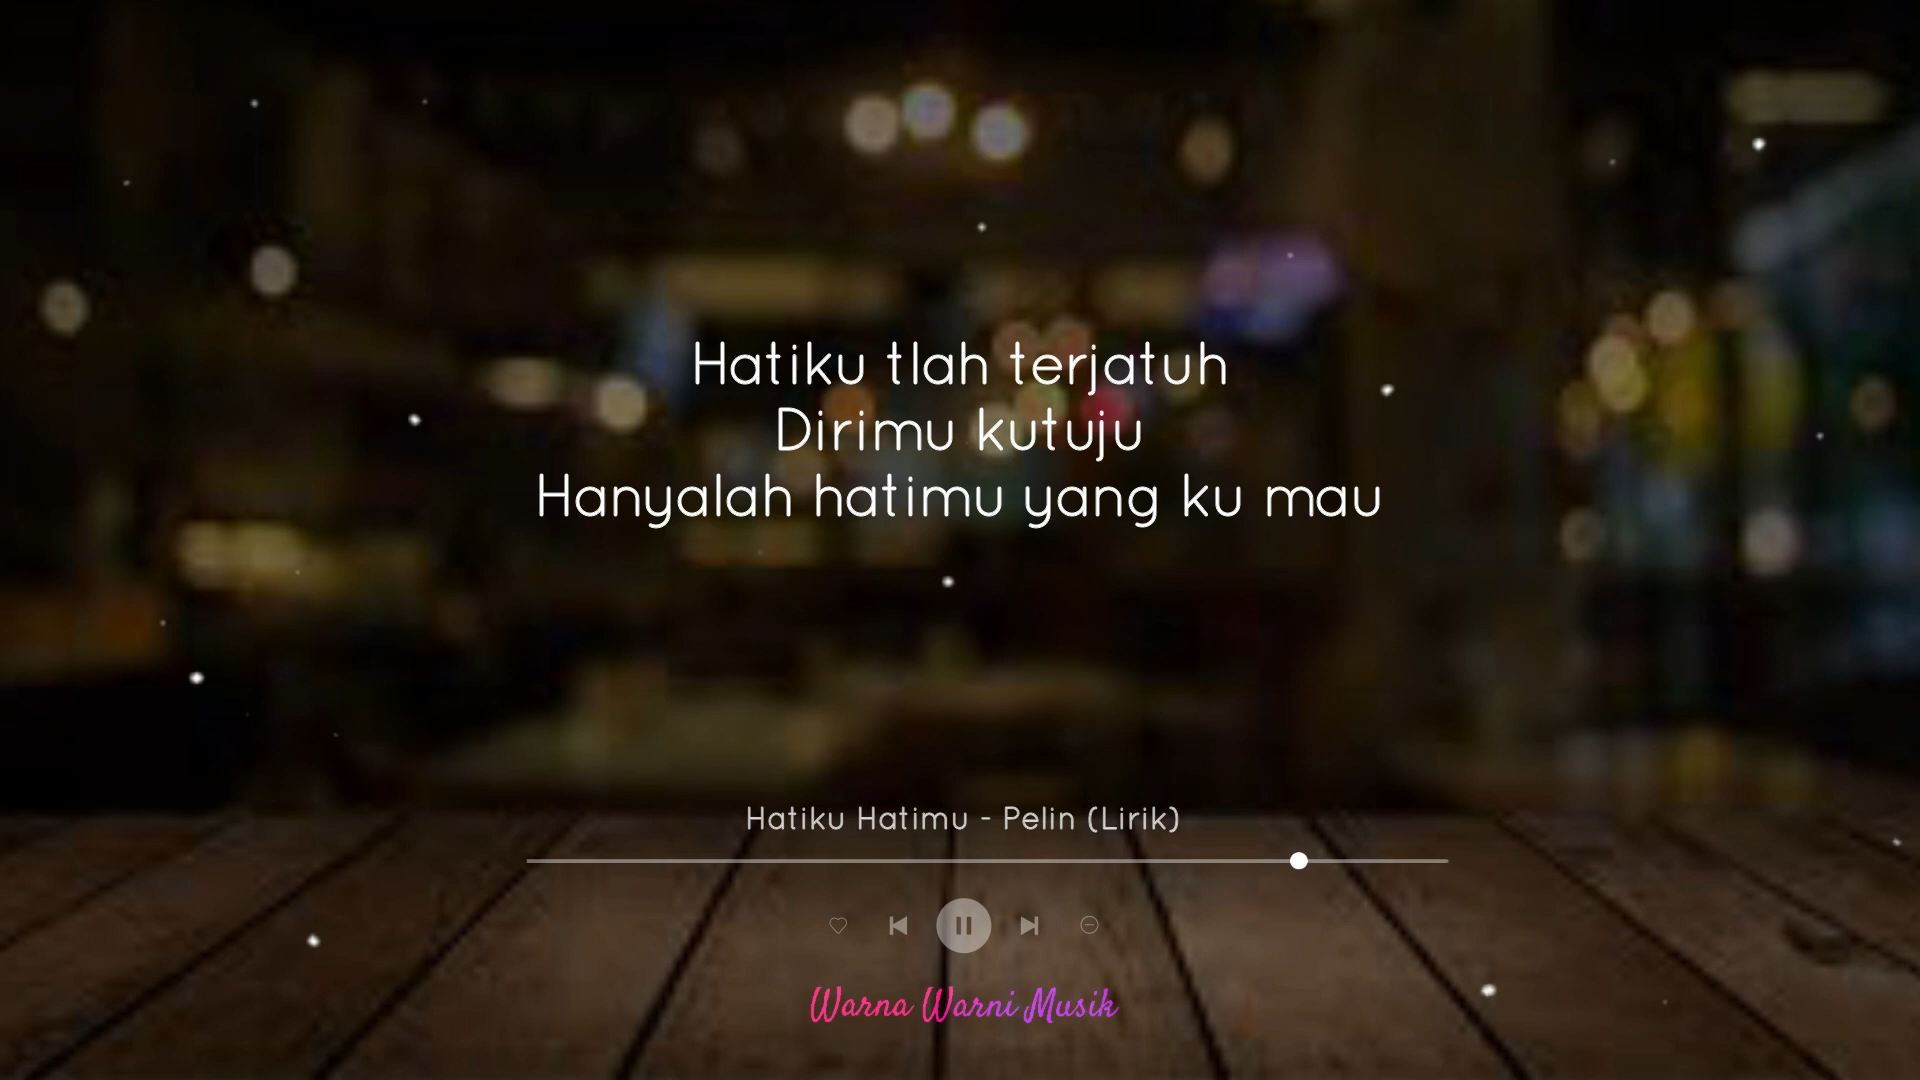 Hatiku tlah terjatuh
Dirimu kutuju
Hanyalah hatimu yang ku mau
Hatiku Hatimu - Pelin (Lirik)
Warna Warni Musik